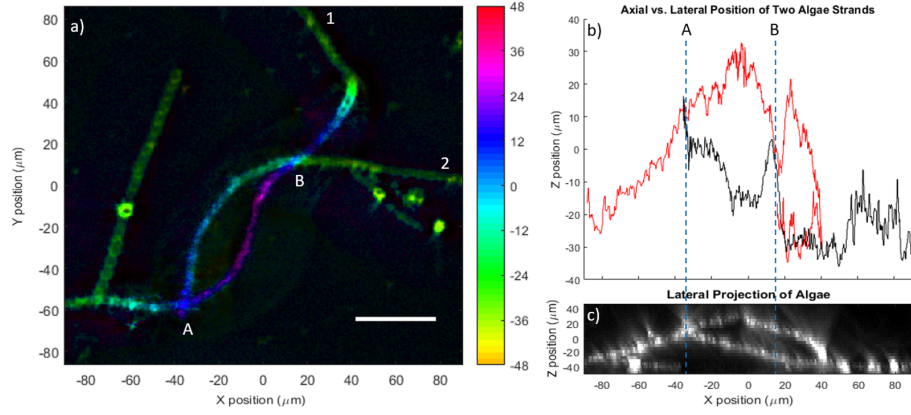 a)
1
2
B
A
80
60
40
20
0
-20
-40
-60
-80
-80 -60 -40 -20 0 20 40 60 80
Y position (μm)
X position (μm)
48
36
24
12
0
-12
-24
-36
-48
Axial vs. Lateral Position of Two Algae Strands
b)
A
B
40
30
20
10
0
-10
-20
-30
-40
Z position (μm)
Lateral Projection of Algae
c)
40
20
0
-20
-40
Z position (μm)
-80 -60 -40 -20 0 20 40 60 80
X position (μm)